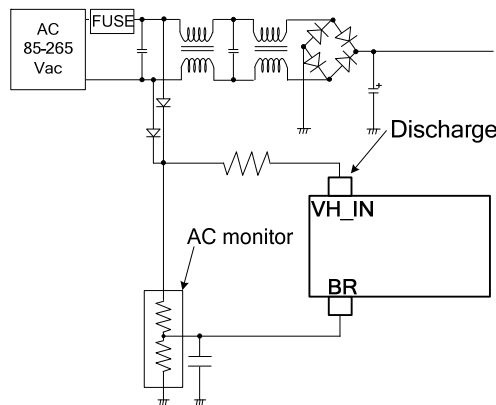 AC
85-265
Vac
FUSE
+
Discharge
VH_IN
AC monitor
BR